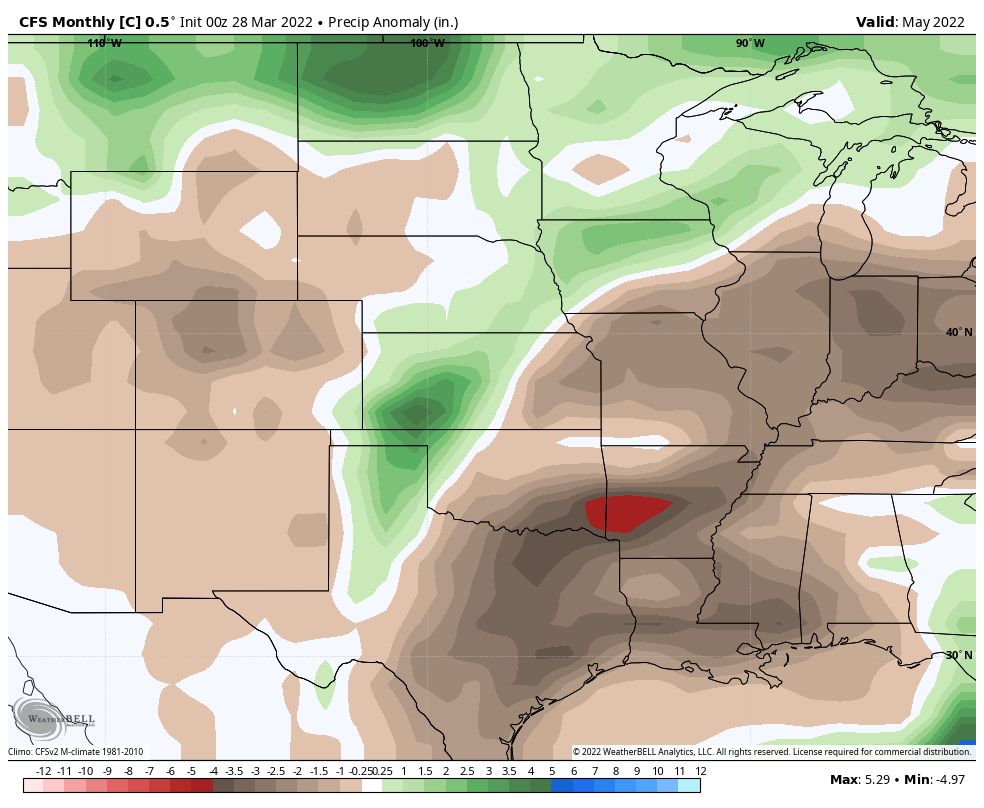 CFS Monthly [C] 0.5° Init 00z 28 Mar 2022 • Precip Anomaly (in.) Valid: May 2022
110°W 100°W 90°W
40°N
30°N
WEATHERBELL
Climo: CFSv2 M-climate 1981-2010 © 2022 WeatherBELL Analytics, LLC. All rights reserved. License required for commercial distribution.
-12 -11 -10 -9 -8 -7 -6 -5 -4 -3.5 -3 -2.5 -2 -1.5 -1 -0.25 0.25 1 1.5 2 2.5 3 3.5 4 5 6 7 8 9 10 11 12
Max: 5.29 • Min: -4.97